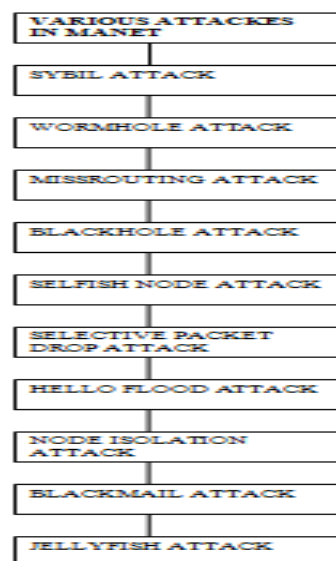 VARIOUS ATTACKES
IN MANET
SYBIL ATTACK
WORMHOLE ATTACK
MISSROUTING ATTACK
BLACKHOLE ATTACK
SELFISH NODE ATTACK
SELECTIVE PACKET
DROP ATTACK
HELLO FLOOD ATTACK
NODE ISOLATION
ATTACK
BLACKMAIL ATTACK
JELLYFISH ATTACK